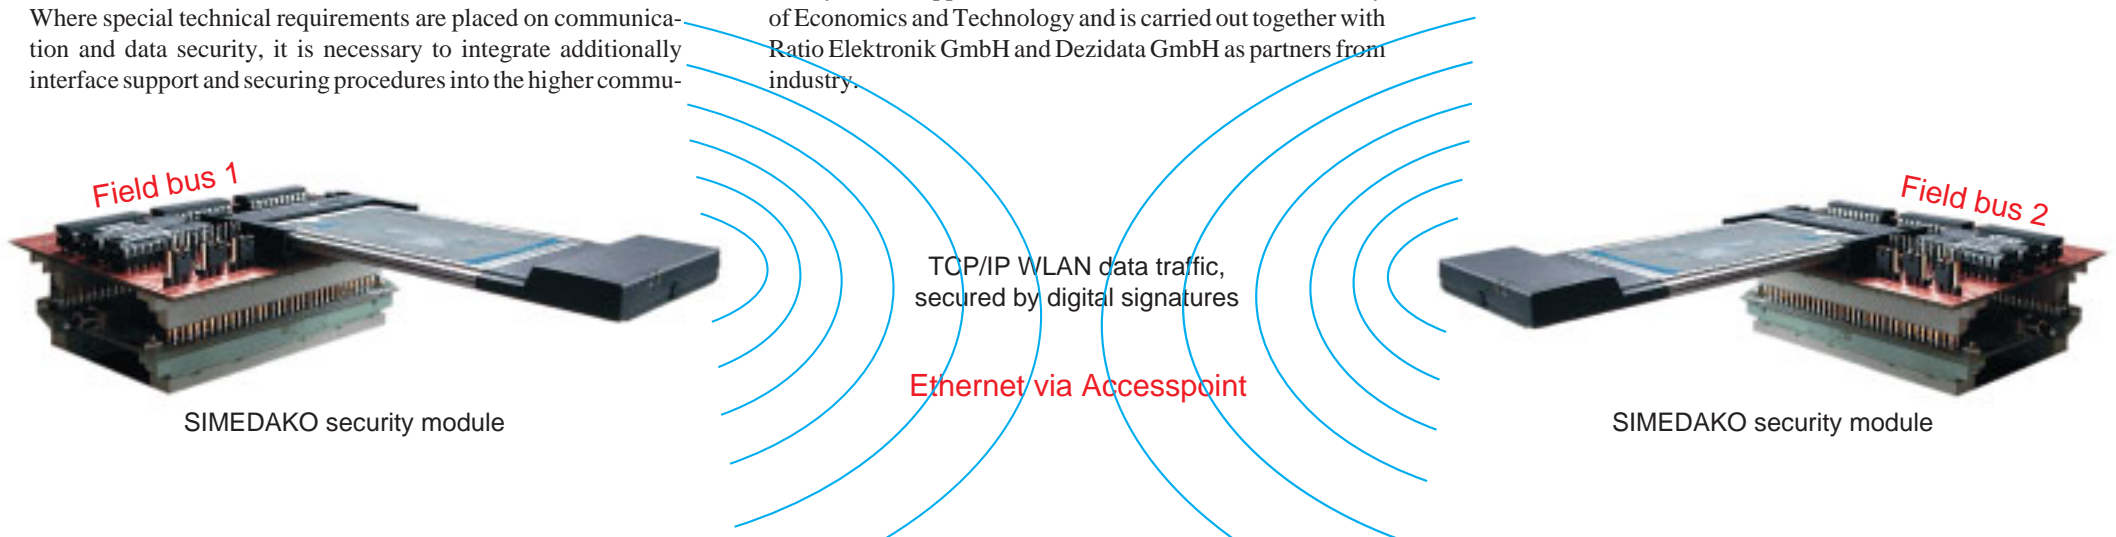 Where special technical requirements are placed on communica-
tion and data security, it is necessary to integrate additionally
interface support and securing procedures into the higher commu-
of Economics and Technology and is carried out together with
Ratio Elektronik GmbH and Dezidata GmbH as partners from
industry.
Field bus 1
Field bus 2
TCP/IP WLAN data traffic,
secured by digital signatures
Ethernet via Accesspoint
SIMEDAKO security module
SIMEDAKO security module